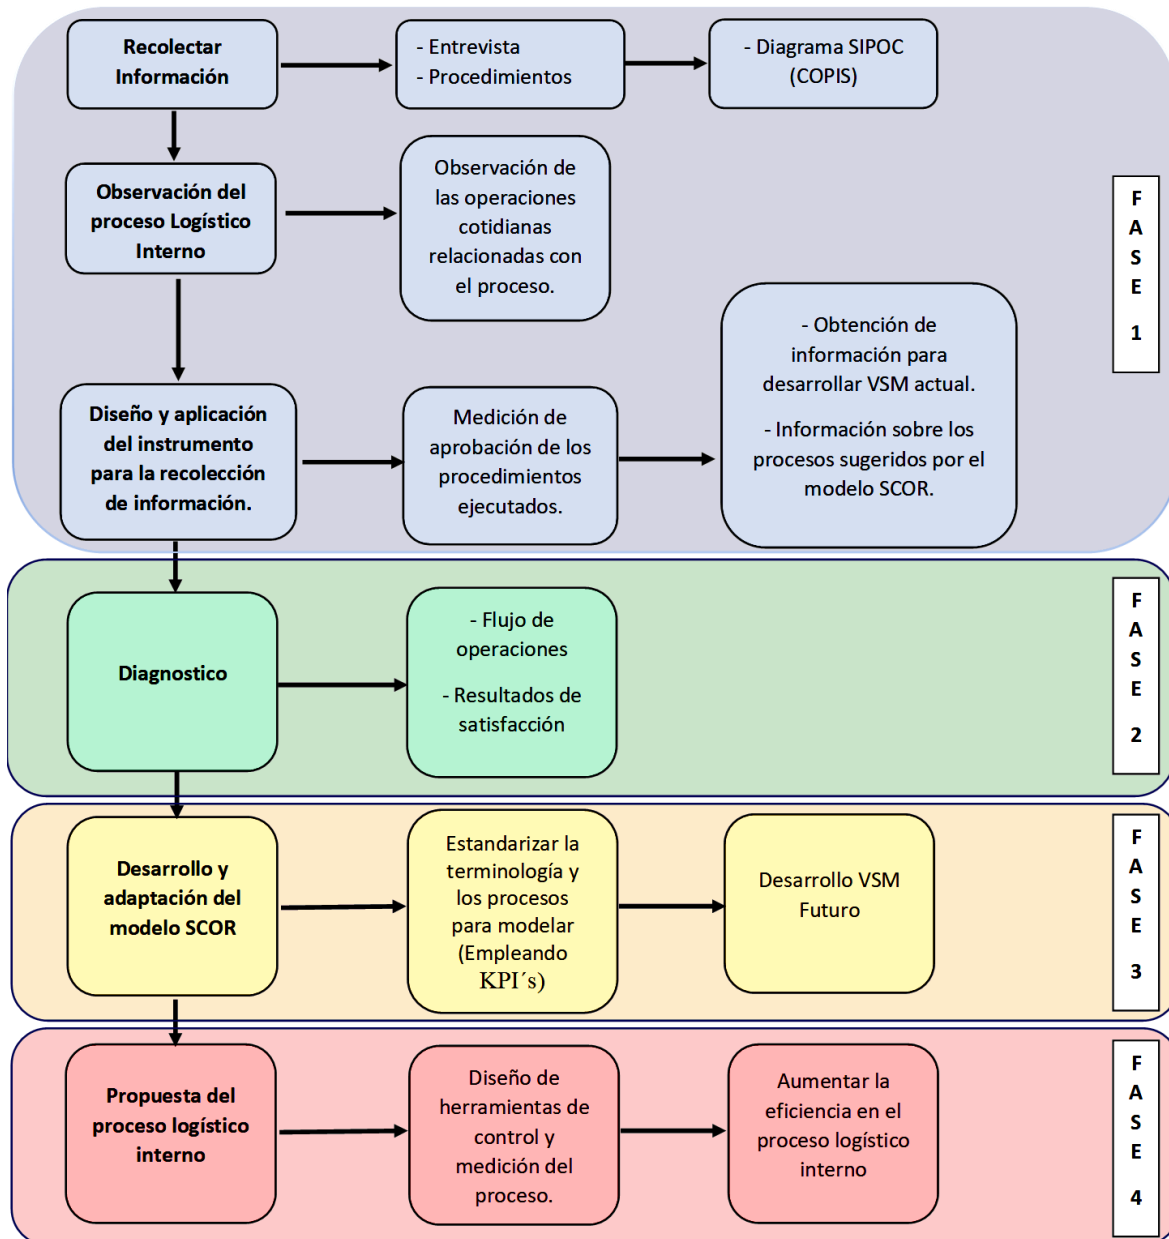 Recolectar
Información
- Entrevista
- Procedimientos
- Diagrama SIPOC
(COPIS)
Observación del
proceso Logístico
Interno
Observación de
las operaciones
cotidianas
relacionadas con
el proceso.
Diseño y aplicación
del instrumento
para la recolección
de información.
Medición de
aprobación de los
procedimientos
ejecutados.
- Obtención de
información para
desarrollar VSM actual.
- Información sobre los
procesos sugeridos por el
modelo SCOR.
F
A
S
E
1
Diagnostico
- Flujo de
operaciones
- Resultados de
satisfacción
F
A
S
E
2
Desarrollo y
adaptación del
modelo SCOR
Estandarizar la
terminología y
los procesos
para modelar
(Empleando
KPI´s)
Desarrollo VSM
Futuro
F
A
S
E
3
Propuesta del
proceso logístico
interno
Diseño de
herramientas de
control y
medición del
proceso.
Aumentar la
eficiencia en el
proceso logístico
interno
F
A
S
E
4